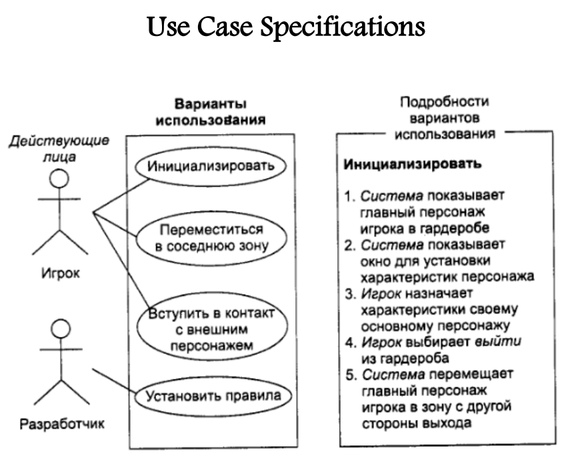 Use Case Specifications
Варианты
использования
Действующие
лица
Инициализировать
Переместиться
в соседнюю зону
Игрок
Вступить в контакт
с внешним
персонажем
Установить правила
Разработчик
Подробности
вариантов
использования
Инициализировать
1. Система показывает
главный персонаж
игрока в гардеробе
2. Система показывает
окно для установки
характеристик персонажа
3. Игрок назначает
характеристики своему
основному персонажу
4. Игрок выбирает выйти
из гардероба
5. Система перемещает
главный персонаж
игрока в зону с другой
стороны выхода